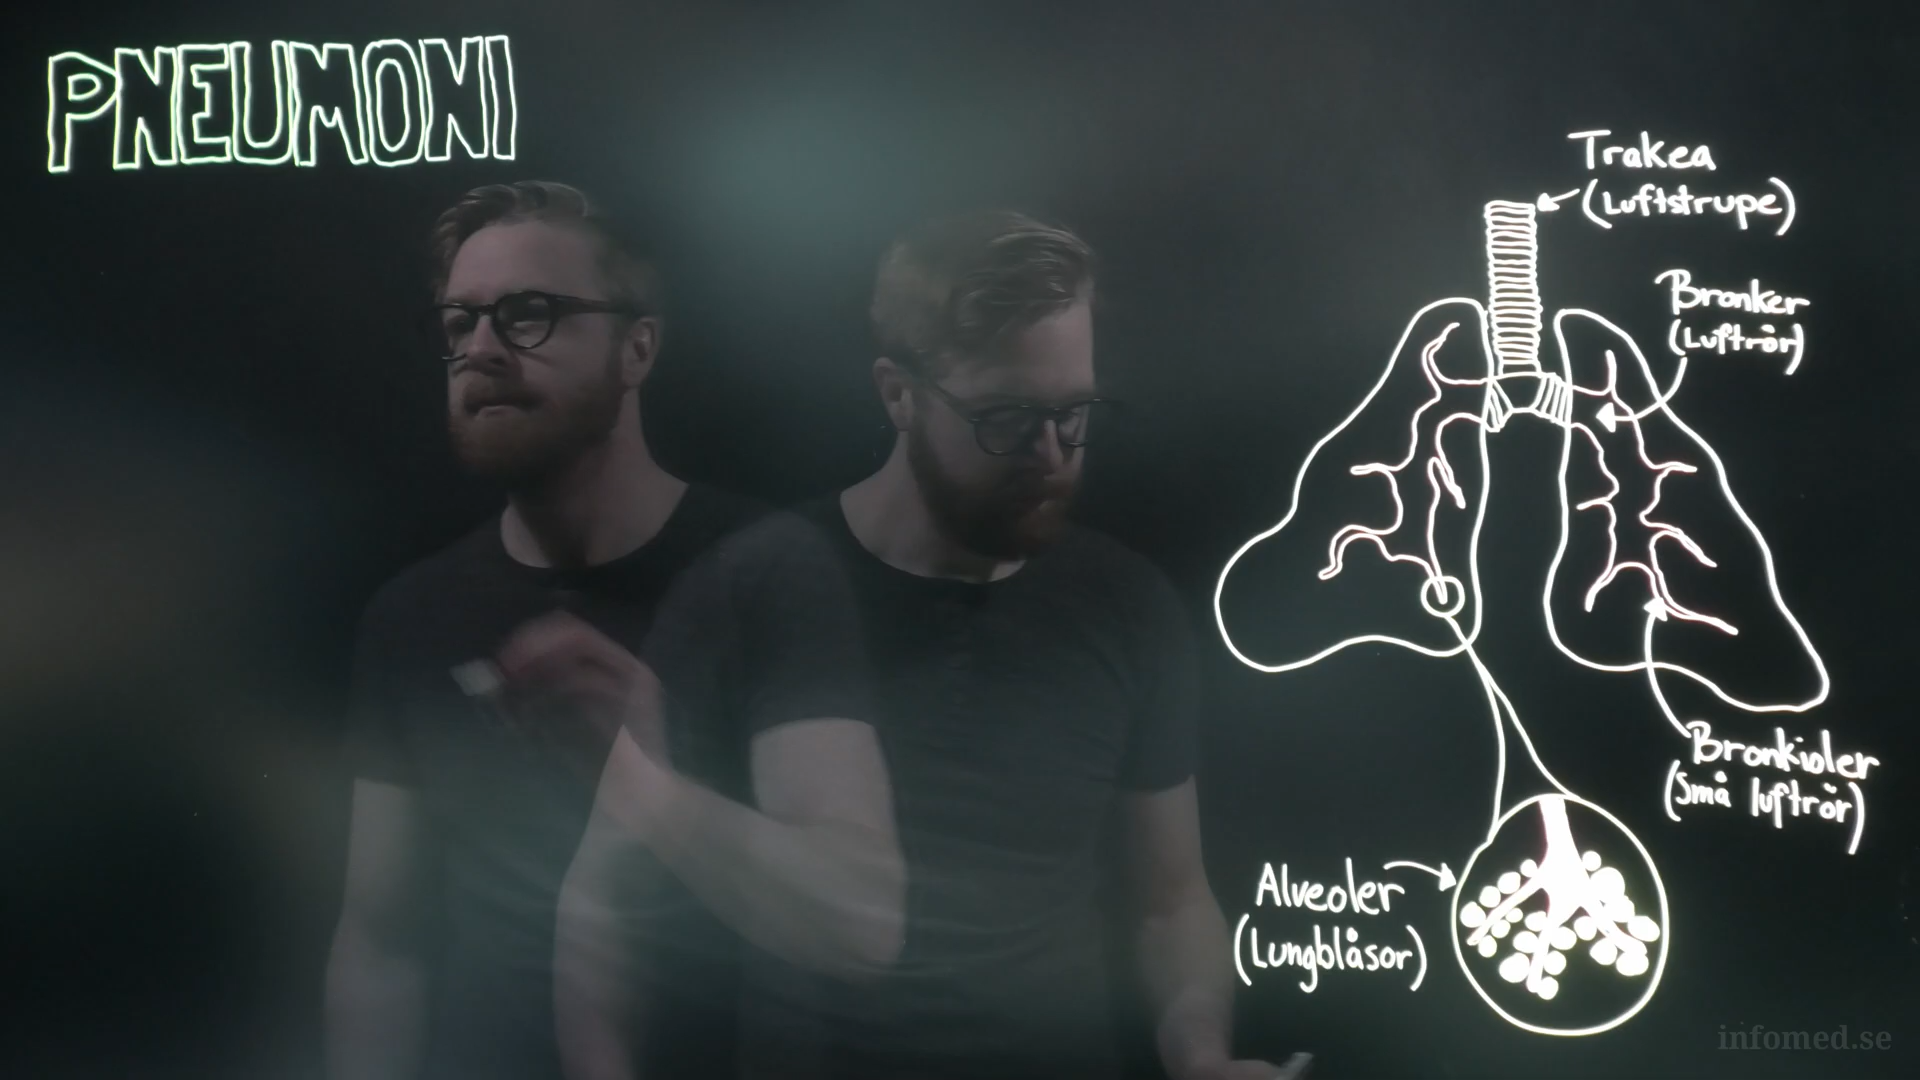 PNEUMONI
Trakea
(Luftstrupe)
Bronker
(Luftrör)
Bronkioler
(små luftrör)
Alveoler
(Lungblåsor)
infomed.se